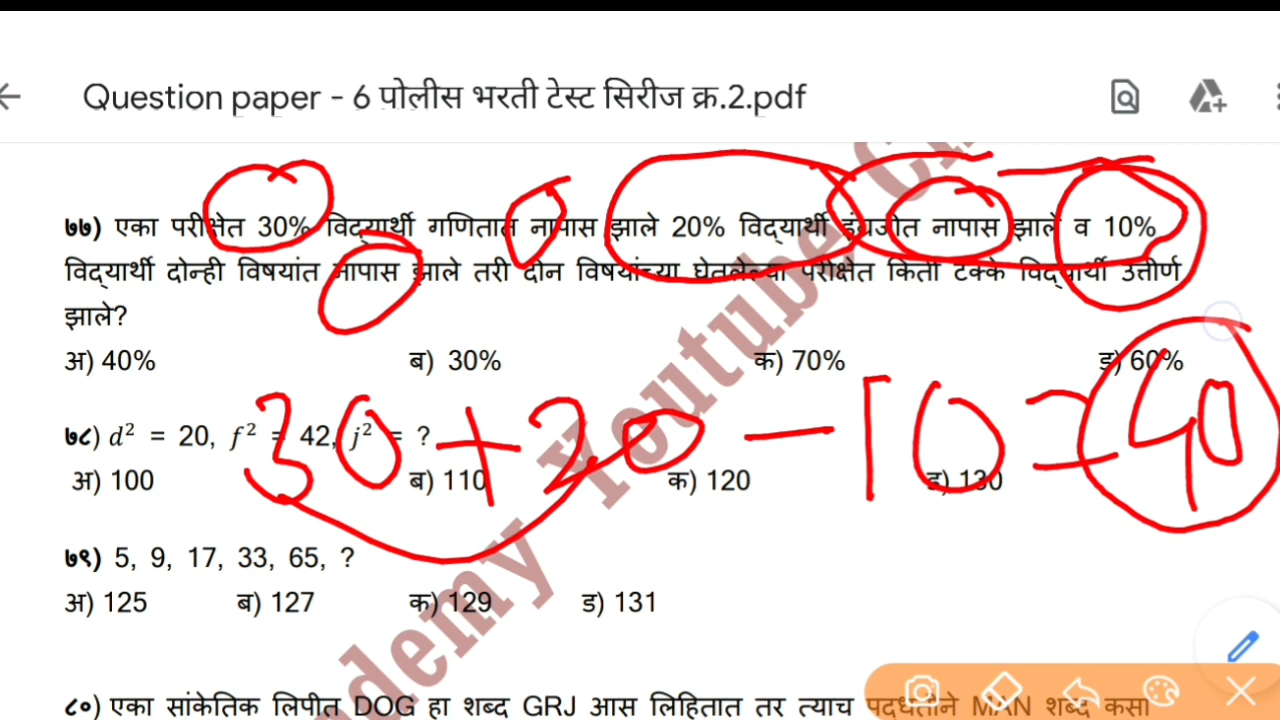 Question paper - 6 पोलीस भरती टेस्ट सिरीज क्र.2.pdf
७७) एका परीक्षेत 30% विद्यार्थी गणितात नापास झाले 20% विद्यार्थी इंग्रजीत नापास झाले व 10%
विद्यार्थी दोन्ही विषयांत नापास झाले तरी दोन विषयांच्या घेतलेल्या परीक्षेत किती टक्के विद्यार्थी उत्तीर्ण
झाले?
अ) 40% ब) 30% क) 70% ड) 60%
७८) d² = 20, f² = 42, j² = ?
30 + 20 - 10 = 40
अ) 100 ब) 110 क) 120 ड) 130
७९) 5, 9, 17, 33, 65, ?
अ) 125 ब) 127 क) 129 ड) 131
८०) एका सांकेतिक लिपीत DOG हा शब्द GRJ आस लिहितात तर त्याच पद्धतीने MAN शब्द कसा
Youtube